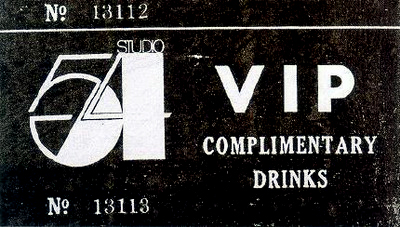 Nº 13112
STUDIO
54
VIP
COMPLIMENTARY
DRINKS
Nº 13113